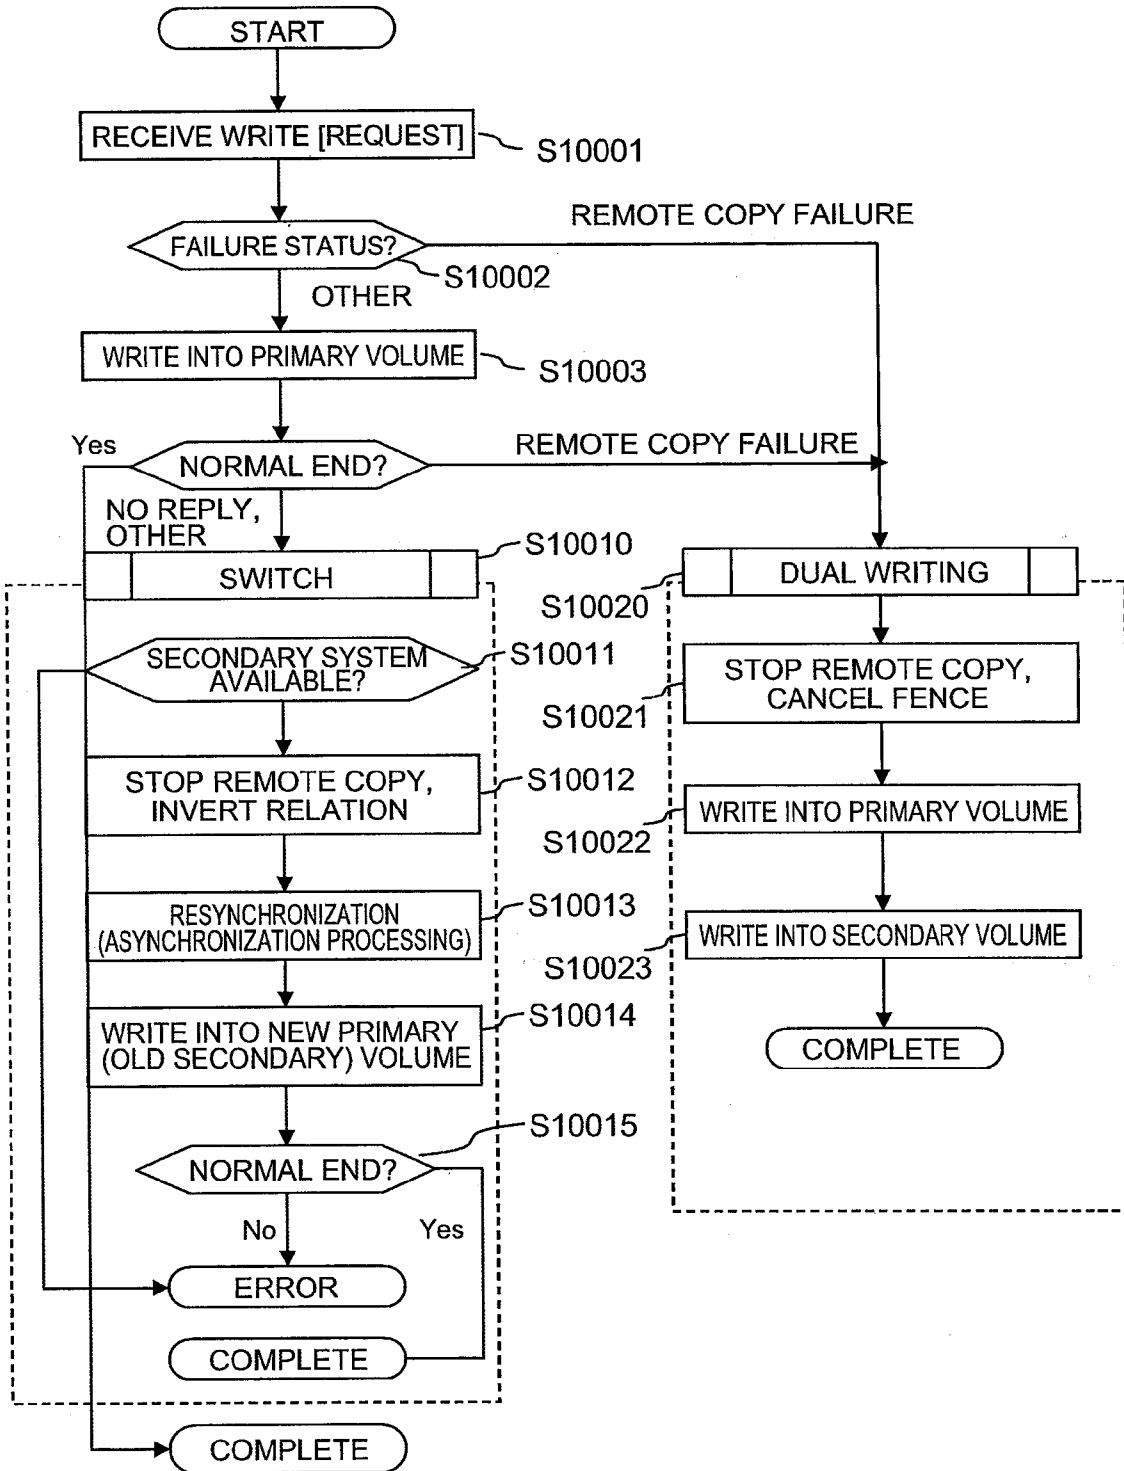 START
RECEIVE WRITE [REQUEST]
S10001
REMOTE COPY FAILURE
FAILURE STATUS?
S10002
OTHER
WRITE INTO PRIMARY VOLUME
S10003
Yes
NORMAL END?
REMOTE COPY FAILURE
NO REPLY,
OTHER
SWITCH
S10010
SECONDARY SYSTEM
AVAILABLE?
S10011
STOP REMOTE COPY,
INVERT RELATION
S10012
RESYNCHRONIZATION
(ASYNCHRONIZATION PROCESSING)
S10013
WRITE INTO NEW PRIMARY
(OLD SECONDARY) VOLUME
S10014
NORMAL END?
S10015
No
Yes
ERROR
COMPLETE
COMPLETE
DUAL WRITING
S10020
STOP REMOTE COPY,
CANCEL FENCE
S10021
WRITE INTO PRIMARY VOLUME
S10022
WRITE INTO SECONDARY VOLUME
S10023
COMPLETE